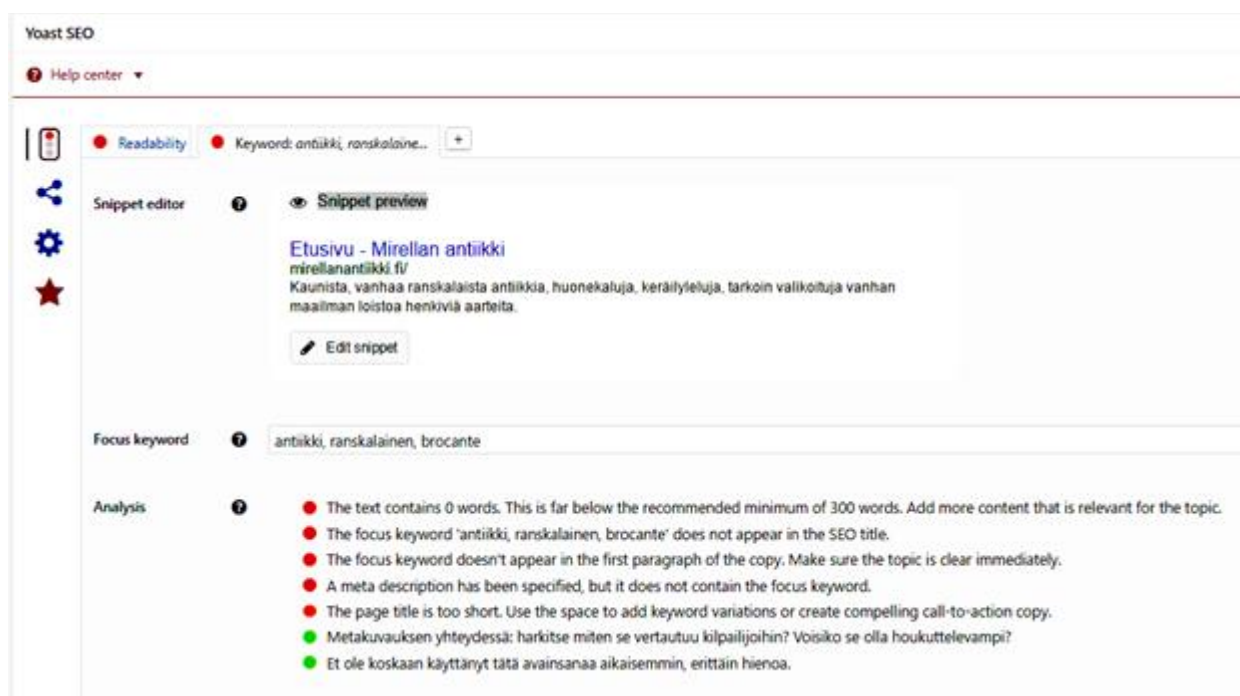 Yoast SEO
Help center
Readability
Keyword: antiikki, ranskalaine...
+
Snippet editor
Snippet preview
Etusivu - Mirellan antiikki
mirellanantiikki.fi/
Kaunista, vanhaa ranskalaista antiikkia, huonekaluja, keräilyleluja, tarkoin valikoituja vanhan
maailman loistoa henkiviä aarteita.
Edit snippet
Focus keyword
antiikki, ranskalainen, brocante
Analysis
The text contains 0 words. This is far below the recommended minimum of 300 words. Add more content that is relevant for the topic.
The focus keyword 'antiikki, ranskalainen, brocante' does not appear in the SEO title.
The focus keyword doesn't appear in the first paragraph of the copy. Make sure the topic is clear immediately.
A meta description has been specified, but it does not contain the focus keyword.
The page title is too short. Use the space to add keyword variations or create compelling call-to-action copy.
Metakuvauksen yhteydessä: harkitse miten se vertautuu kilpailijoihin? Voisiko se olla houkuttelevampi?
Et ole koskaan käyttänyt tätä avainsanaa aikaisemmin, erittäin hienoa.